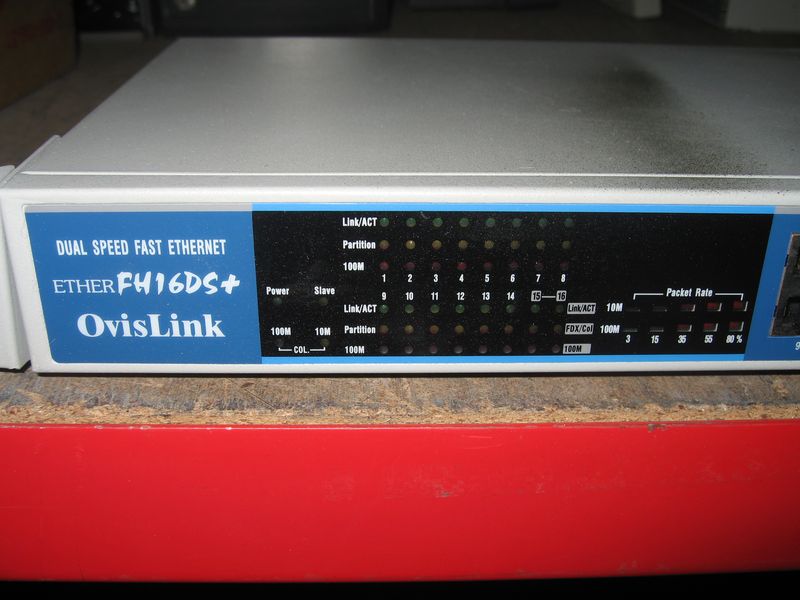 DUAL SPEED FAST ETHERNET
ETHER FH16DS+
OvisLink
Power Slave
100M 10M
COL.
Link/ACT
Partition
100M
1 2 3 4 5 6 7 8
9 10 11 12 13 14 15 16
Link/ACT Link/ACT
Partition FDX/Col
100M 100M
Packet Rate
10M
100M
3 15 35 55 80 %
9